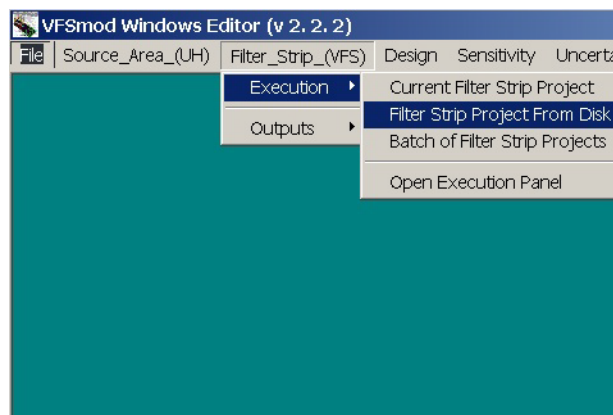 VFSmod Windows Editor (v 2. 2. 2)
File Source_Area_(UH) Filter_Strip_(VFS) Design Sensitivity
Execution
Outputs
Current Filter Strip Project
Filter Strip Project From Disk
Batch of Filter Strip Projects
Open Execution Panel